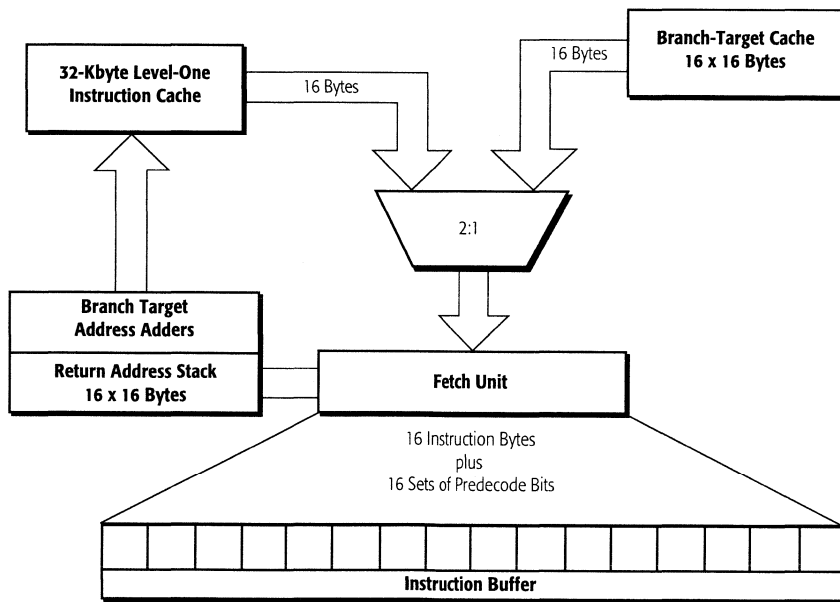 32-Kbyte Level-One
Instruction Cache
16 Bytes
16 Bytes
Branch-Target Cache
16 x 16 Bytes
2:1
Branch Target
Address Adders
Return Address Stack
16 x 16 Bytes
Fetch Unit
16 Instruction Bytes
plus
16 Sets of Predecode Bits
Instruction Buffer